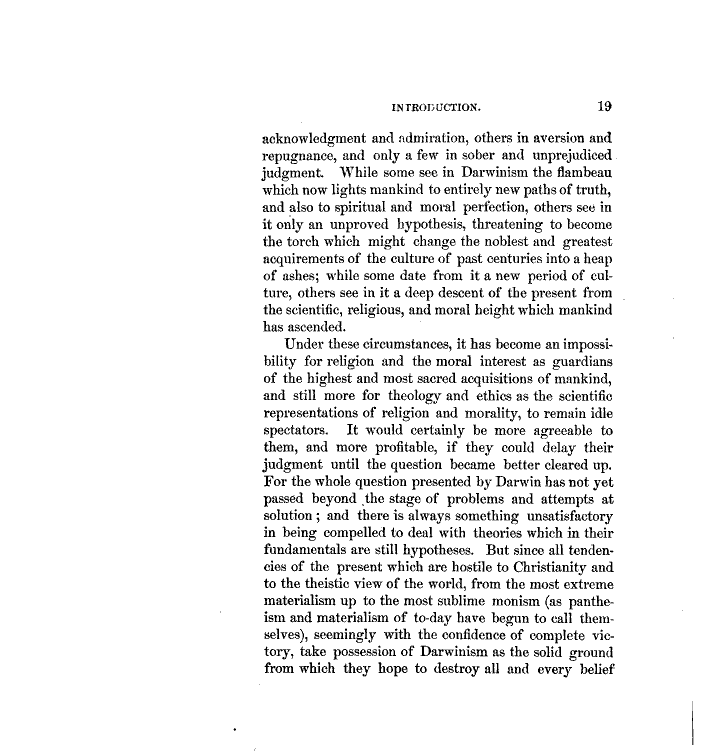 INTRODUCTION. 19
acknowledgment and admiration, others in aversion and
repugnance, and only a few in sober and unprejudiced
judgment. While some see in Darwinism the flambeau
which now lights mankind to entirely new paths of truth,
and also to spiritual and moral perfection, others see in
it only an unproved hypothesis, threatening to become
the torch which might change the noblest and greatest
acquirements of the culture of past centuries into a heap
of ashes; while some date from it a new period of cul-
ture, others see in it a deep descent of the present from
the scientific, religious, and moral height which mankind
has ascended.
Under these circumstances, it has become an impossi-
bility for religion and the moral interest as guardians
of the highest and most sacred acquisitions of mankind,
and still more for theology and ethics as the scientific
representations of religion and morality, to remain idle
spectators. It would certainly be more agreeable to
them, and more profitable, if they could delay their
judgment until the question became better cleared up.
For the whole question presented by Darwin has not yet
passed beyond the stage of problems and attempts at
solution; and there is always something unsatisfactory
in being compelled to deal with theories which in their
fundamentals are still hypotheses. But since all tenden-
cies of the present which are hostile to Christianity and
to the theistic view of the world, from the most extreme
materialism up to the most sublime monism (as panthe-
ism and materialism of to-day have begun to call them-
selves), seemingly with the confidence of complete vic-
tory, take possession of Darwinism as the solid ground
from which they hope to destroy all and every belief